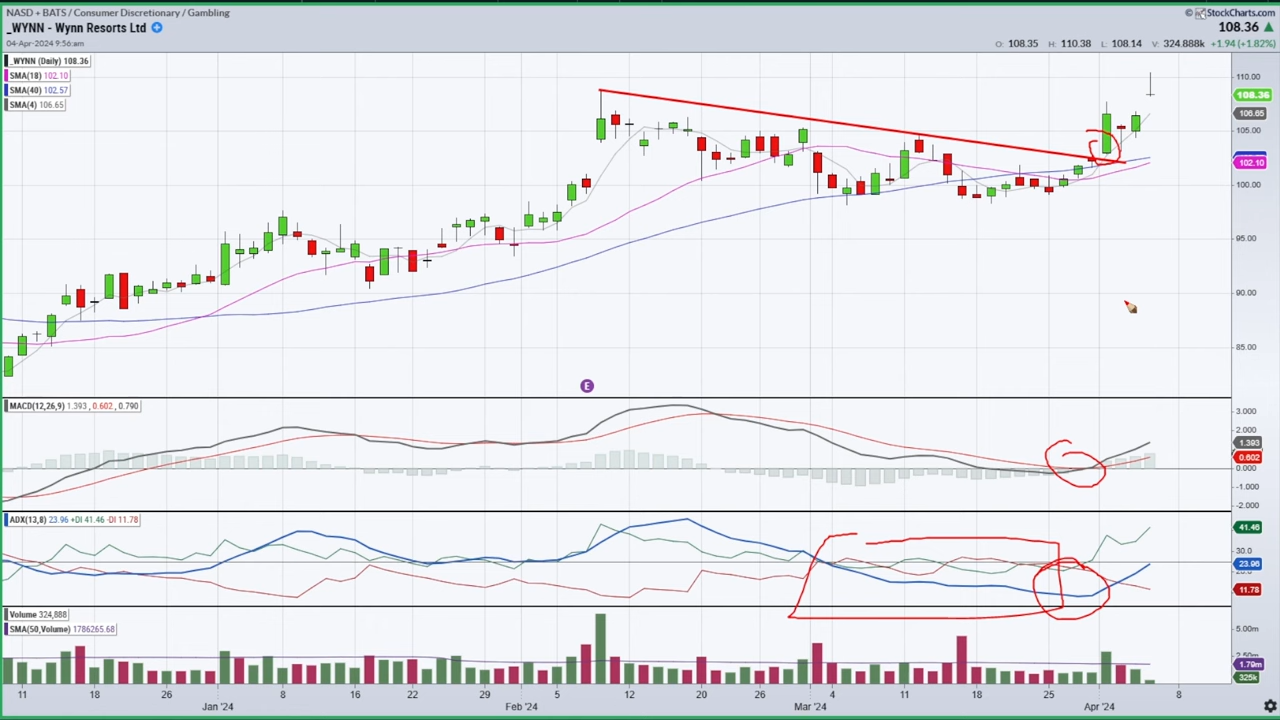 NASD + BATS / Consumer Discretionary / Gambling
© StockCharts.com
_WYNN - Wynn Resorts Ltd
108.36
04-Apr-2024 9:56am
O: 108.35 H: 110.38 L: 108.14 V: 324.888k +1.94 (+1.82%)
_WYNN (Daily) 108.36
SMA(18) 102.10
SMA(40) 102.57
SMA(4) 106.65
110.00
108.36
106.65
105.00
102.10
100.00
95.00
90.00
85.00
E
MACD(12,26,9) 1.393, 0.602, 0.790
3.000
2.000
1.393
0.602
0.000
-1.000
-2.000
ADX(13,8) 23.96 +DI 41.46 -DI 11.78
41.46
30.0
23.96
11.78
Volume 324,888
SMA(50,Volume) 1786265.68
5.00m
2.50m
1.79m
325k
11 18 26 8 16 22 29 5 12 20 26 4 11 18 25 8
Jan '24 Feb '24 Mar '24 Apr '24